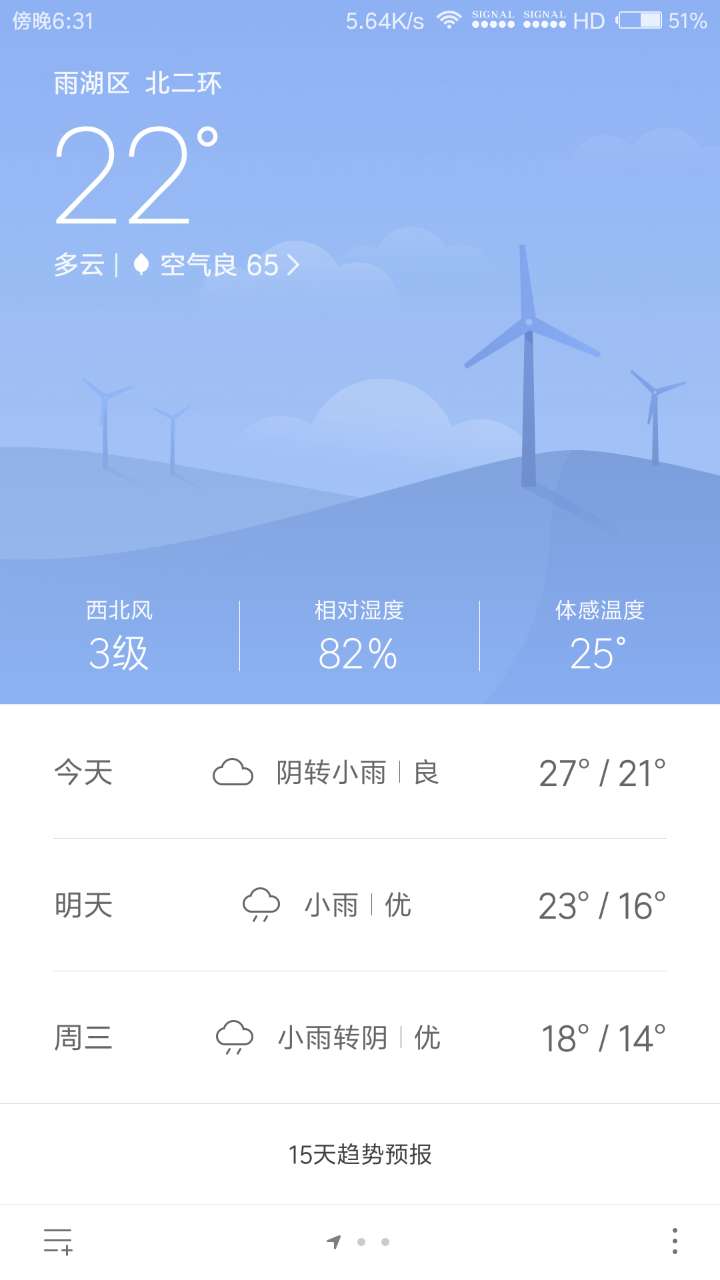 傍晚6:31 5.64K/s SIGNAL SIGNAL HD 51%
雨湖区 北二环
22°
多云 | 空气良 65
西北风 相对湿度 体感温度
3级 82% 25°
今天 阴转小雨 | 良 27° / 21°
明天 小雨 | 优 23° / 16°
周三 小雨转阴 | 优 18° / 14°
15天趋势预报